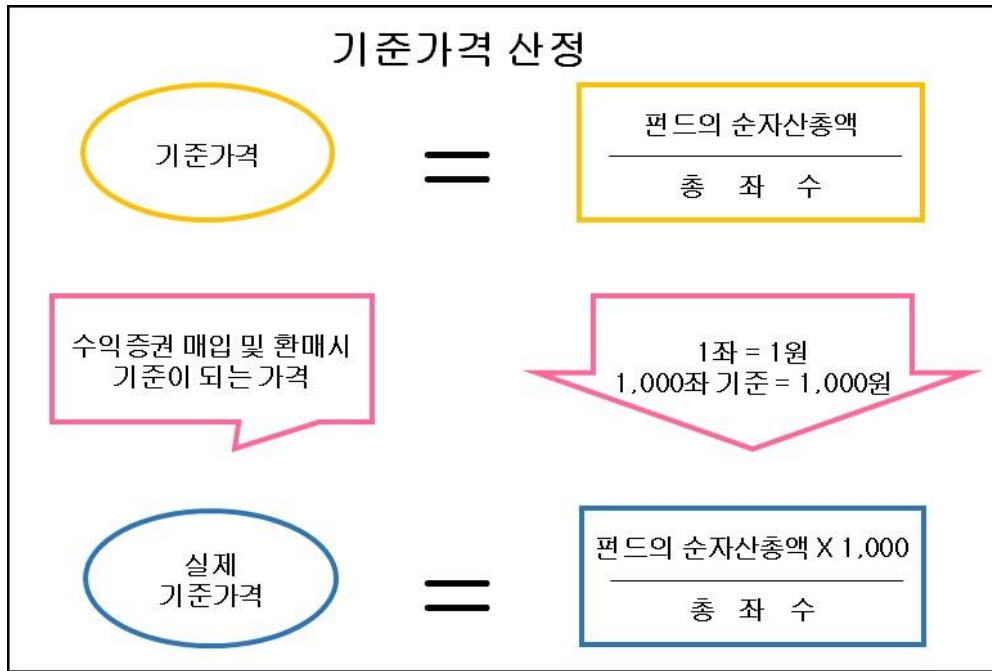 기준가격 산정
기준가격
=
펀드의 순자산총액
총 좌 수
수익증권 매입 및 환매시
기준이 되는 가격
1좌 = 1원
1,000좌 기준 = 1,000원
실제
기준가격
=
펀드의 순자산총액 X 1,000
총 좌 수